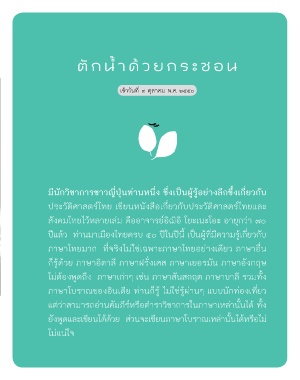 ตักน้ำด้วยกระชอน
เช้าวันที่ ๙ ตุลาคม พ.ศ. ๒๕๕๐
มีนักวิชาการชาวญี่ปุ่นท่านหนึ่ง ซึ่งเป็นผู้รู้อย่างลึกซึ้งเกี่ยวกับ
ประวัติศาสตร์ไทย เขียนหนังสือเกี่ยวกับประวัติศาสตร์ไทยและ
สังคมไทยไว้หลายเล่ม คืออาจารย์อิเมอิ โยะเนะโอะ อายุกว่า ๗๐
ปีแล้ว ท่านมาเมืองไทยครบ ๕๐ ปีในปีนี้ เป็นผู้ที่มีความรู้เกี่ยวกับ
ภาษาไทยมาก ที่จริงไม่ใช่เฉพาะภาษาไทยอย่างเดียว ภาษาอื่น
ก็รู้ด้วย ภาษาอิตาลี ภาษาฝรั่งเศส ภาษาเยอรมัน ภาษาอังกฤษ
ไม่ต้องพูดถึง ภาษาเก่าๆ เช่น ภาษาสันสกฤต ภาษาบาลี รวมทั้ง
ภาษาโบราณของอินเดีย ท่านก็รู้ ไม่ใช่รู้ผ่านๆ แบบนักท่องเที่ยว
แต่ว่าสามารถอ่านคัมภีร์หรือตำราวิชาการในภาษาเหล่านั้นได้ ทั้ง
ยังพูดและเขียนได้ด้วย ส่วนจะเขียนภาษาโบราณเหล่านั้นได้หรือไม่
ไม่แน่ใจ